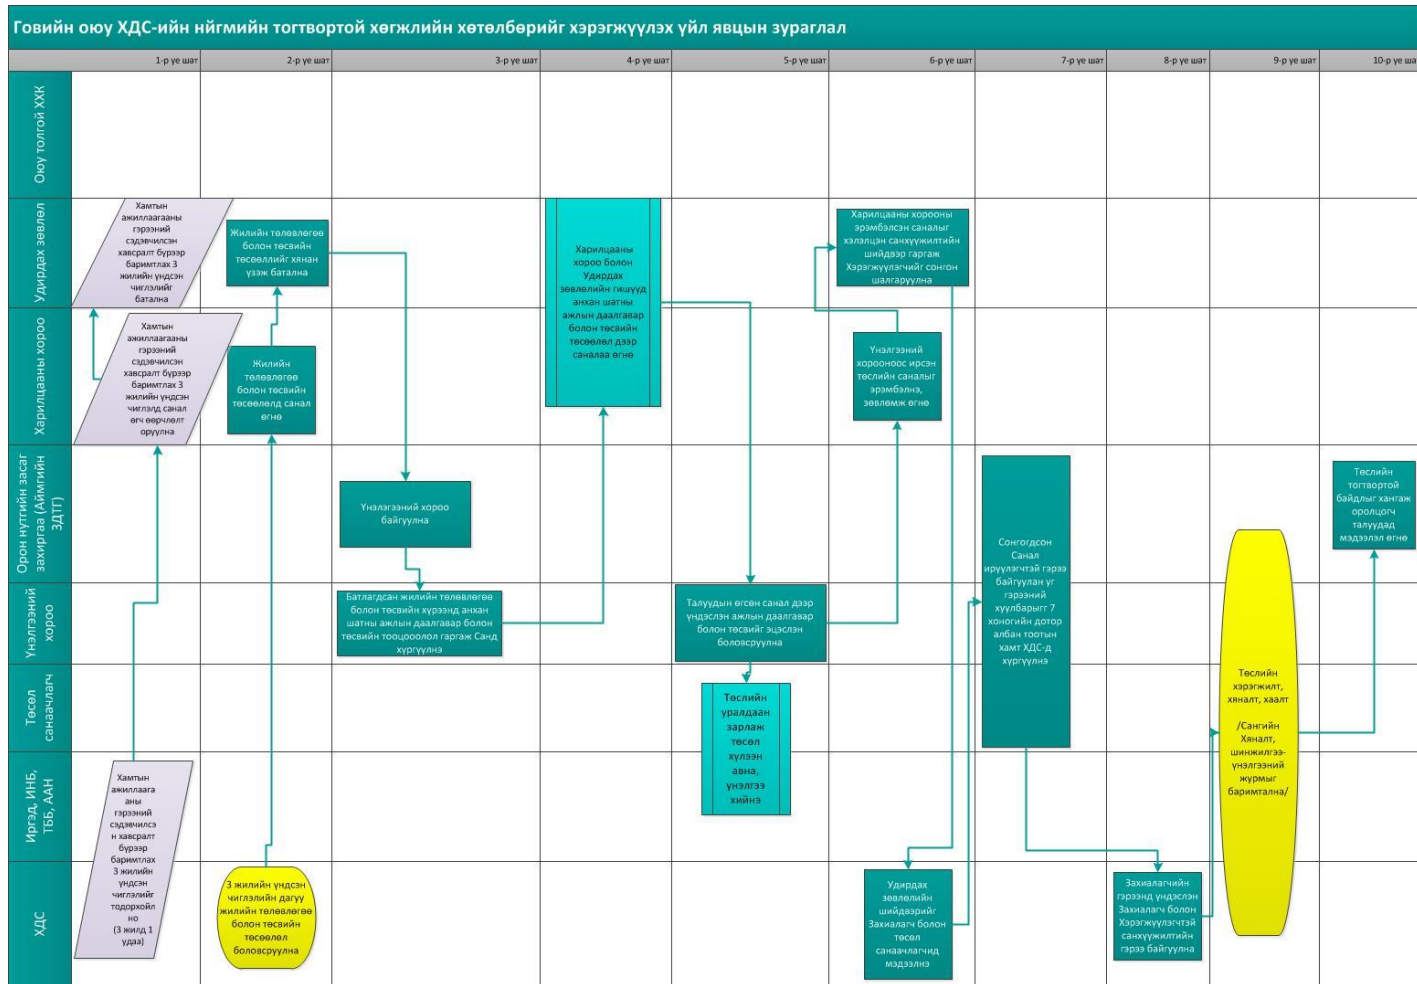 Говийн оюу ХДС-ийн нйгмийн тогтвортой хөгжлийн хөтөлбөрийг хэрэгжүүлэх үйл явцын зураглал
1-р үе шат
2-р үе шат
3-р үе шат
4-р үе шат
5-р үе шат
6-р үе шат
7-р үе шат
8-р үе шат
9-р үе шат
10-р үе ша
Оюу толгой ХХК
Удирдах зөвлөл
Хамтын
ажиллаагааны
гэрээний
сэдэвчилсэн
хавсралт бүрээр
баримтлах 3
жилийн үндсэн
чиглэлийг
батална
Жилийн төлөвлөгөө
болон төсвийн
төсөөллийг хянан
үзэж батална
Харилцааны
хороо болон
Удирдах
зөвлөлийн гишүүд
анхан шатны
ажлын даалгавар
болон төсвийн
төсөөлөл дээр
саналаа өгнө
Харилцааны хорооны
эрэмбэлсэн саналыг
хэлэлцэн санхүүжилтийн
шийдвэр гаргаж
Хэрэгжүүлэгчийг сонгон
шалгаруулна
Харилцааны хороо
Хамтын
ажиллаагааны
гэрээний
сэдэвчилсэн
хавсралт бүрээр
баримтлах 3
жилийн үндсэн
чиглэлд санал
өгч өөрчлөлт
оруулна
Жилийн
төлөвлөгөө
болон төсвийн
төсөөлөлд санал
өгнө
Үнэлгээний
хорооноос ирсэн
төслийн саналыг
эрэмбэлнэ,
зөвлөмж өгнө
Орон нутгийн засаг
захиргаа (Аймгийн
ЗДТГ)
Үнэлэгээний хороо
байгуулна
Сонгогдсон
Санал
ируүлэгчтэй гэрээ
байгуулан уг
гэрээний
хуулбарыгг 7
хоногийн дотор
албан тоотын
хамт ХДС-д
хүргүүлнэ
Төслийн
тогтвортой
байдлыг хангаж
оролцогч
талуудад
мэдээлэл өгнө
Үнэлгээний
хороо
Батлагдсан жилийн төлөвлөгөө
болон төсвийн хүрээнд анхан
шатны ажлын даалгавар болон
төсвийн тооцооолол гаргаж Санд
хүргүүлнэ
Талуудын өгсөн санал дээр
үндэслэн ажлын даалгавар
болон төсвийг эцэслэн
боловсруулна
Төсөл
санаачлагч
Төслийн
уралдаан
зарлаж
төсөл
хүлээн
авна,
үнэлгээ
хийнэ
Төслийн
хэрэгжилт,
хяналт, хаалт
/Сангийн
Хяналт,
шинжилгээ-
үнэлгээний
журмыг
баримтална/
Иргэд, ИНБ,
ТББ, ААН
Хамтын
ажиллаага
аны
гэрээний
сэдэвчилсэ
н хавсралт
бүрээр
баримтлах
3 жилийн
үндсэн
чиглэлийг
тодорхойл
но
(3 жилд 1
удаа)
ХДС
3 жилийн үндсэн
чиглэлийн дагуу
жилийн төлөвлөгөө
болон төсвийн
төсөөлөл
боловсруулна
Удирдах
зөвлөлийн
шийдвэрийг
Захиалагч болон
төсөл
санаачлагчид
мэдээлнэ
Захиалагчийн
гэрээнд үндэслэн
Захиалагч болон
Хэрэгжүүлэгчтэй
санхүүжилтийн
гэрээ байгуулна